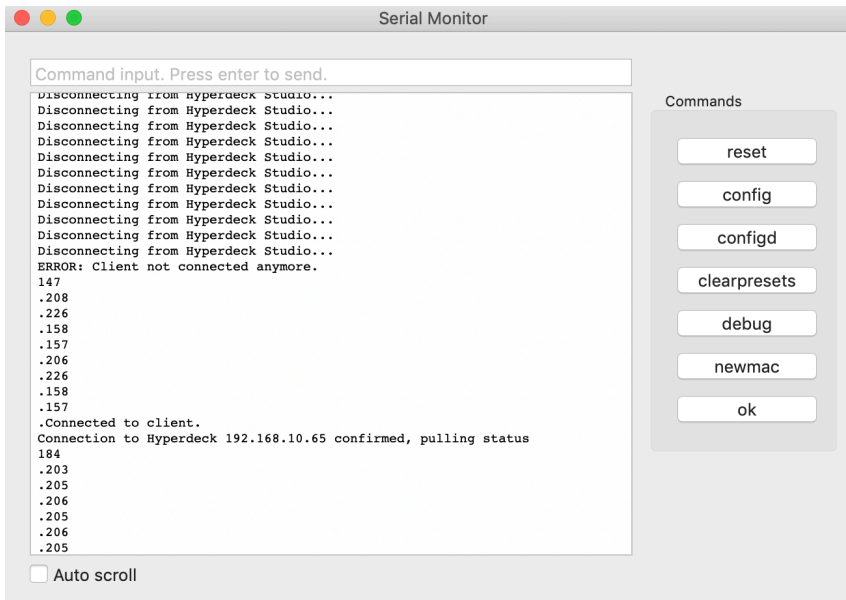 Serial Monitor
Command input. Press enter to send.
Disconnecting from Hyperdeck Studio...
Disconnecting from Hyperdeck Studio...
Disconnecting from Hyperdeck Studio...
Disconnecting from Hyperdeck Studio...
Disconnecting from Hyperdeck Studio...
Disconnecting from Hyperdeck Studio...
Disconnecting from Hyperdeck Studio...
Disconnecting from Hyperdeck Studio...
Disconnecting from Hyperdeck Studio...
Disconnecting from Hyperdeck Studio...
Disconnecting from Hyperdeck Studio...
ERROR: Client not connected anymore.
147
.208
.226
.158
.157
.206
.226
.158
.157
.Connected to client.
Connection to Hyperdeck 192.168.10.65 confirmed, pulling status
184
.203
.205
.206
.205
.206
.205
Auto scroll
Commands
reset
config
configd
clearpresets
debug
newmac
ok